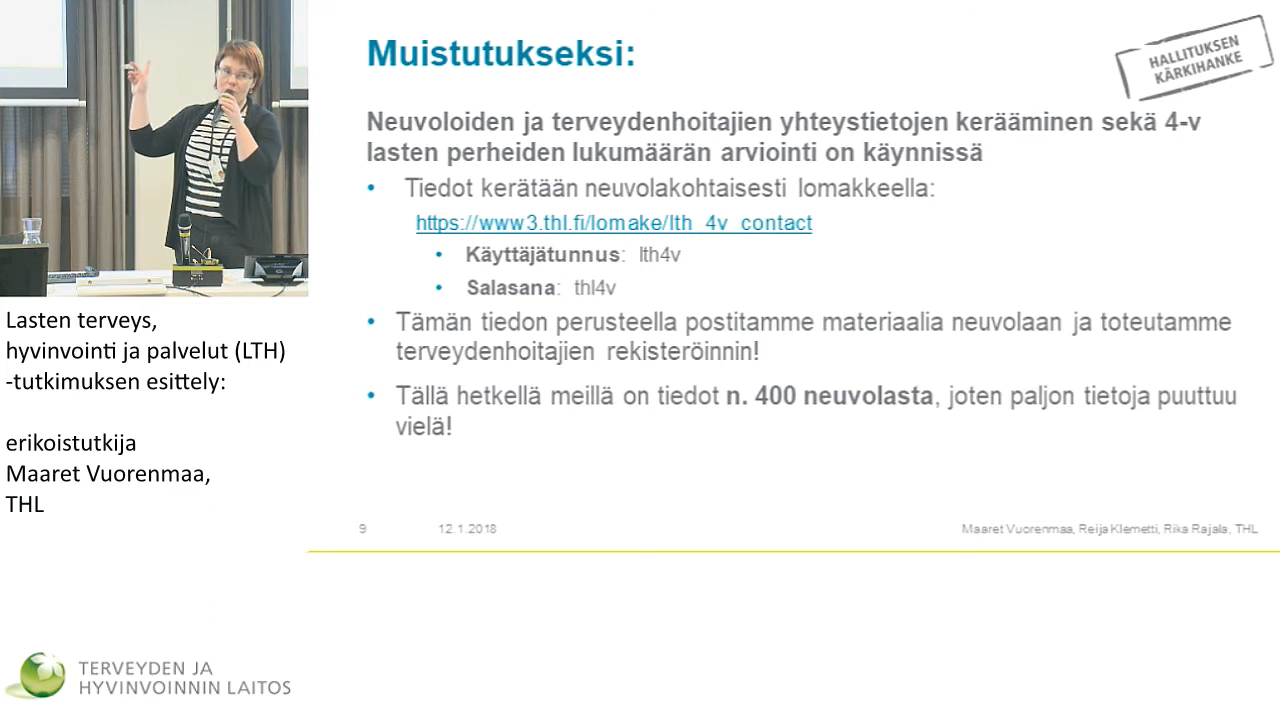 Muistutukseksi:
HALLITUKSEN
KÄRKIHANKE
Neuvoloiden ja terveydenhoitajien yhteystietojen kerääminen sekä 4-v
lasten perheiden lukumäärän arviointi on käynnissä
• Tiedot kerätään neuvolakohtaisesti lomakkeella:
https://www3.thl.fi/lomake/lth_4v_contact
• Käyttäjätunnus: lth4v
• Salasana: thl4v
• Tämän tiedon perusteella postitamme materiaalia neuvolaan ja toteutamme
terveydenhoitajien rekisteröinnin!
• Tällä hetkellä meillä on tiedot n. 400 neuvolasta, joten paljon tietoja puuttuu
vielä!
9 12.1.2018 Maaret Vuorenmaa, Reija Klemetti, Rika Rajala, THL
Lasten terveys,
hyvinvointi ja palvelut (LTH)
-tutkimuksen esittely:
erikoistutkija
Maaret Vuorenmaa,
THL
TERVEYDEN JA
HYVINVOINNIN LAITOS